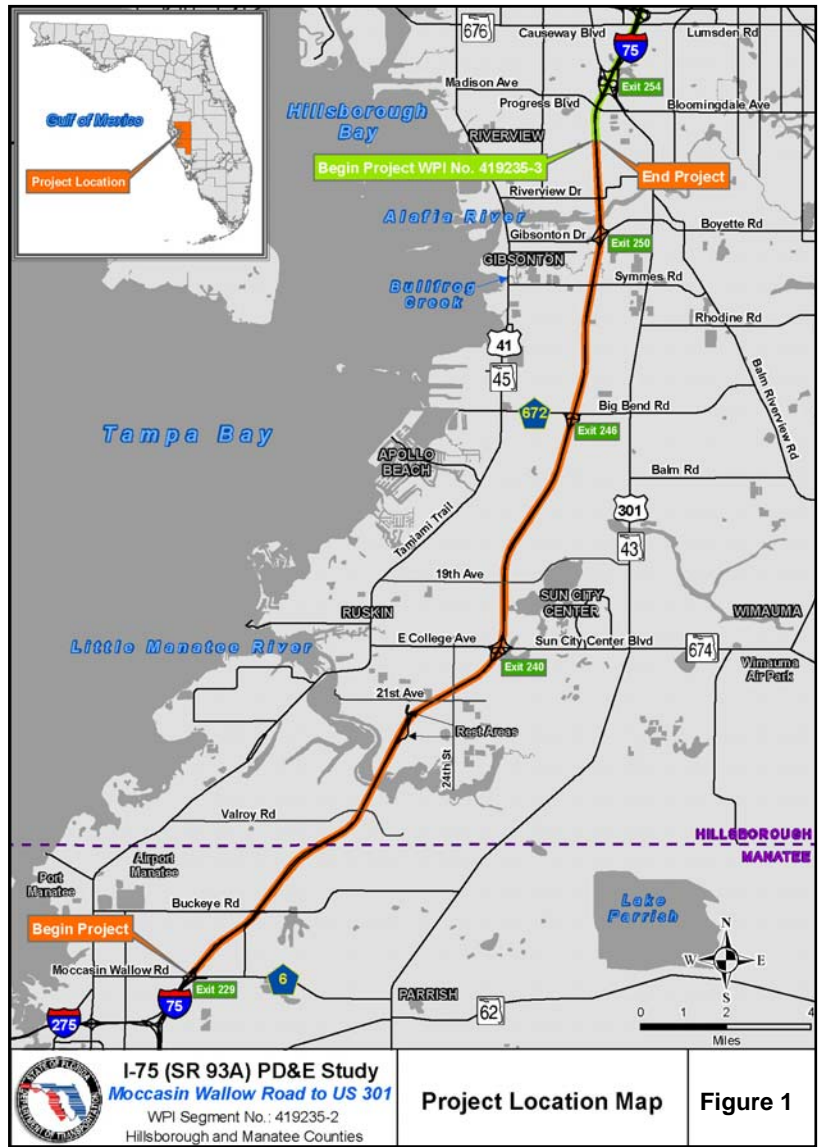 676
Causeway Blvd
Lumsden Rd
75
Madison Ave
Exit 254
Progress Blvd
Bloomingdale Ave
Gulf of Mexico
Hillsborough
Bay
RIVERVIEW
Project Location
Begin Project WPI No. 419235-3
End Project
Riverview Dr
Alafia River
Gibsonton Dr
Boyette Rd
Exit 250
GIBSONTON
Symmes Rd
Bullfrog
Creek
Rhodine Rd
41
45
Balm Riverview Rd
672
Big Bend Rd
Exit 246
Tampa Bay
APOLLO
BEACH
Balm Rd
Tamiami Trail
301
43
19th Ave
SUN CITY
CENTER
RUSKIN
WIMAUMA
Little Manatee River
E College Ave
Sun City Center Blvd
674
Exit 240
Wimauma
Air Park
21st Ave
Rest Areas
24th St
Valroy Rd
HILLSBOROUGH
MANATEE
Port
Manatee
Airport
Manatee
Buckeye Rd
Lake
Parrish
Begin Project
N
W
E
S
Moccasin Wallow Rd
Exit 229
6
75
275
PARRISH
62
0 1 2 4
Miles
STATE OF FLORIDA
DEPARTMENT OF TRANSPORTATION
I-75 (SR 93A) PD&E Study
Moccasin Wallow Road to US 301
WPI Segment No.: 419235-2
Hillsborough and Manatee Counties
Project Location Map
Figure 1